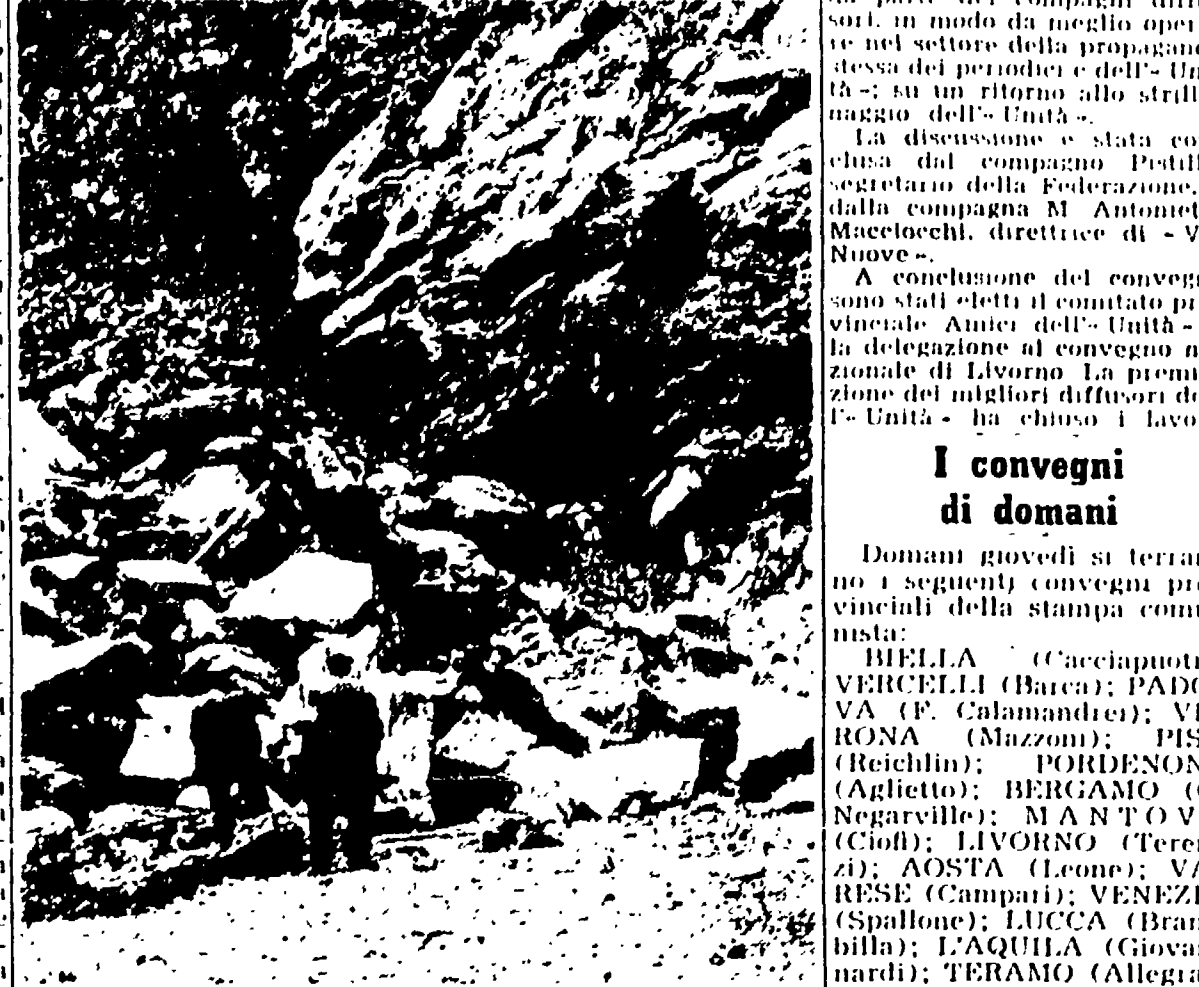 sori, in modo da meglio oper
re nel settore della propagan
stessa dei periodici e dell'« Un
tà »; su un ritorno allo strill
naggio dell'« Unità ».
La discussione è stata co
clusa dal compagno Pistill
segretario della Federazione,
dalla compagna M Antoniet
Macciocchi, direttrice di « V
Nuove ».
A conclusione del conveg
sono stati eletti il comitato pr
vinciale Amici dell'« Unità »
la delegazione al convegno n
zionale di Livorno La premi
zione dei migliori diffusori de
l'« Unità » ha chiuso i lavo
I convegni
di domani
Domani giovedì si terran
no i seguenti convegni pro
vinciali della stampa comu
nista:
BIELLA (Cacciapuoti)
VERCELLI (Barca); PADO
VA (F. Calamandrei); VE
RONA (Mazzoni); PIS
(Reichlin); PORDENON
(Aglietto); BERGAMO (
Negarville); MANTOV
(Ciofi); LIVORNO (Teren
zi); AOSTA (Leone); VA
RESE (Campari); VENEZI
(Spallone); LUCCA (Bram
billa); L'AQUILA (Giova
nardi); TERAMO (Allegra